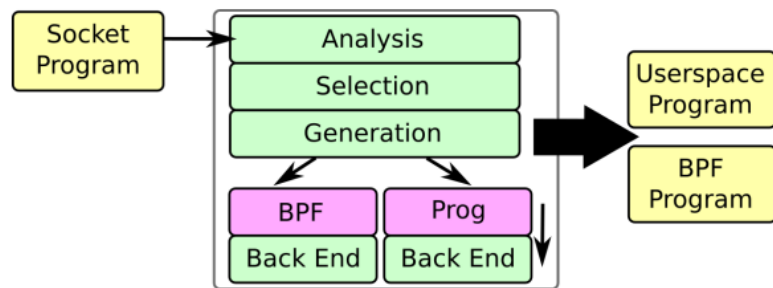 Socket
Program
Analysis
Selection
Generation
BPF
Prog
Back End
Back End
Userspace
Program
BPF
Program